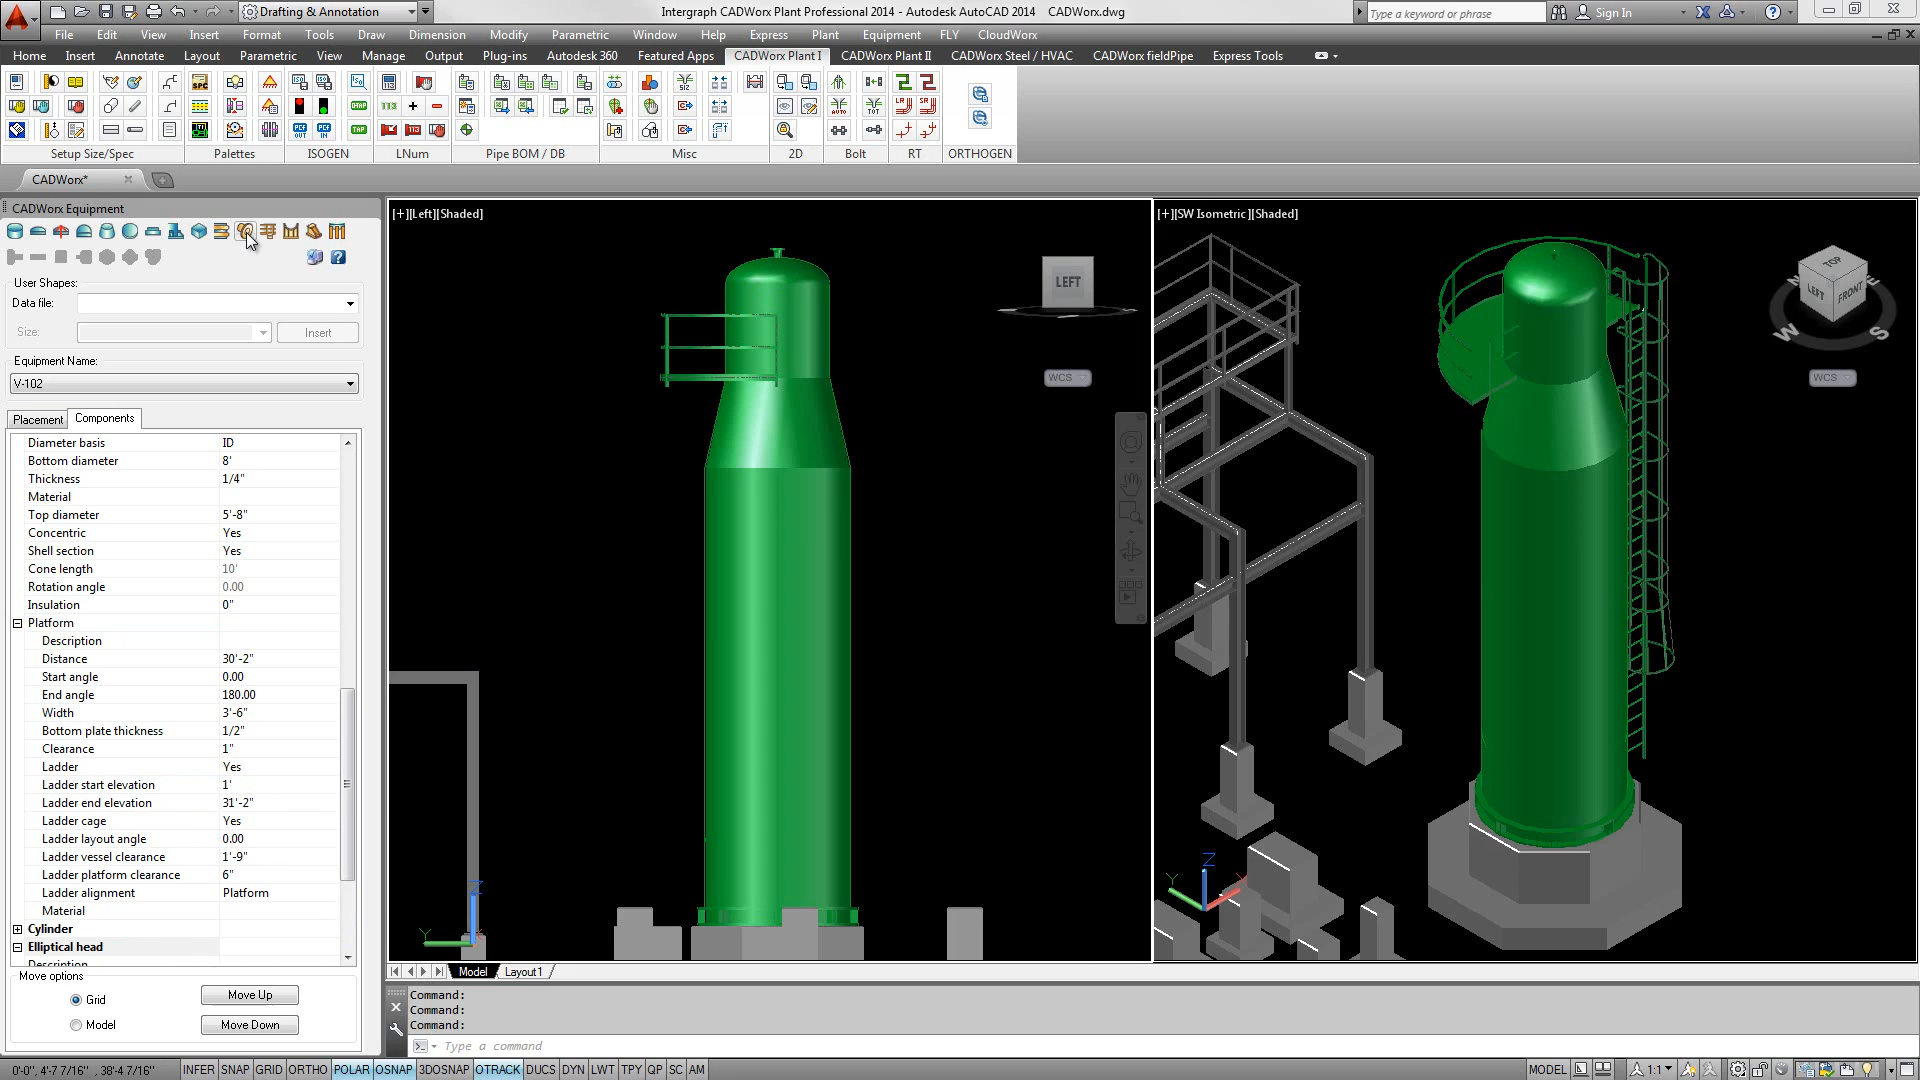 Drafting & Annotation
Intergraph CADWorx Plant Professional 2014 - Autodesk AutoCAD 2014 CADWorx.dwg
Type a keyword or phrase
Sign In
File Edit View Insert Format Tools Draw Dimension Modify Parametric Window Help Express Plant Equipment FLY CloudWorx
Home Insert Annotate Layout Parametric View Manage Output Plug-ins Autodesk 360 Featured Apps CADWorx Plant I CADWorx Plant II CADWorx Steel / HVAC CADWorx fieldPipe Express Tools
Setup Size/Spec Palettes ISOGEN LNum Pipe BOM / DB Misc 2D Bolt RT ORTHOGEN
CADWorx*
CADWorx Equipment
User Shapes:
Data file:
Size:
Insert
Equipment Name:
V-102
Placement Components
Diameter basis ID
Bottom diameter 8'
Thickness 1/4"
Material
Top diameter 5'-8"
Concentric Yes
Shell section Yes
Cone length 10'
Rotation angle 0.00
Insulation 0"
Platform
Description
Distance 30'-2"
Start angle 0.00
End angle 180.00
Width 3'-6"
Bottom plate thickness 1/2"
Clearance 1"
Ladder Yes
Ladder start elevation 1'
Ladder end elevation 31'-2"
Ladder cage Yes
Ladder layout angle 0.00
Ladder vessel clearance 1'-9"
Ladder platform clearance 6"
Ladder alignment Platform
Material
Cylinder
Elliptical head
Description
Move options
Grid
Move Up
Model
Move Down
[+][Left][Shaded]
LEFT
WCS
Z
Y
[+][SW Isometric][Shaded]
TOP
LEFT
FRONT
W
S
WCS
Z
Y
Model Layout1
Command:
Command:
Command:
Type a command
0'-0", 4'-7 7/16" , 38'-4 7/16"
INFER SNAP GRID ORTHO POLAR OSNAP 3DOSNAP OTRACK DUCS DYN LWT TPY QP SC AM
MODEL
1:1